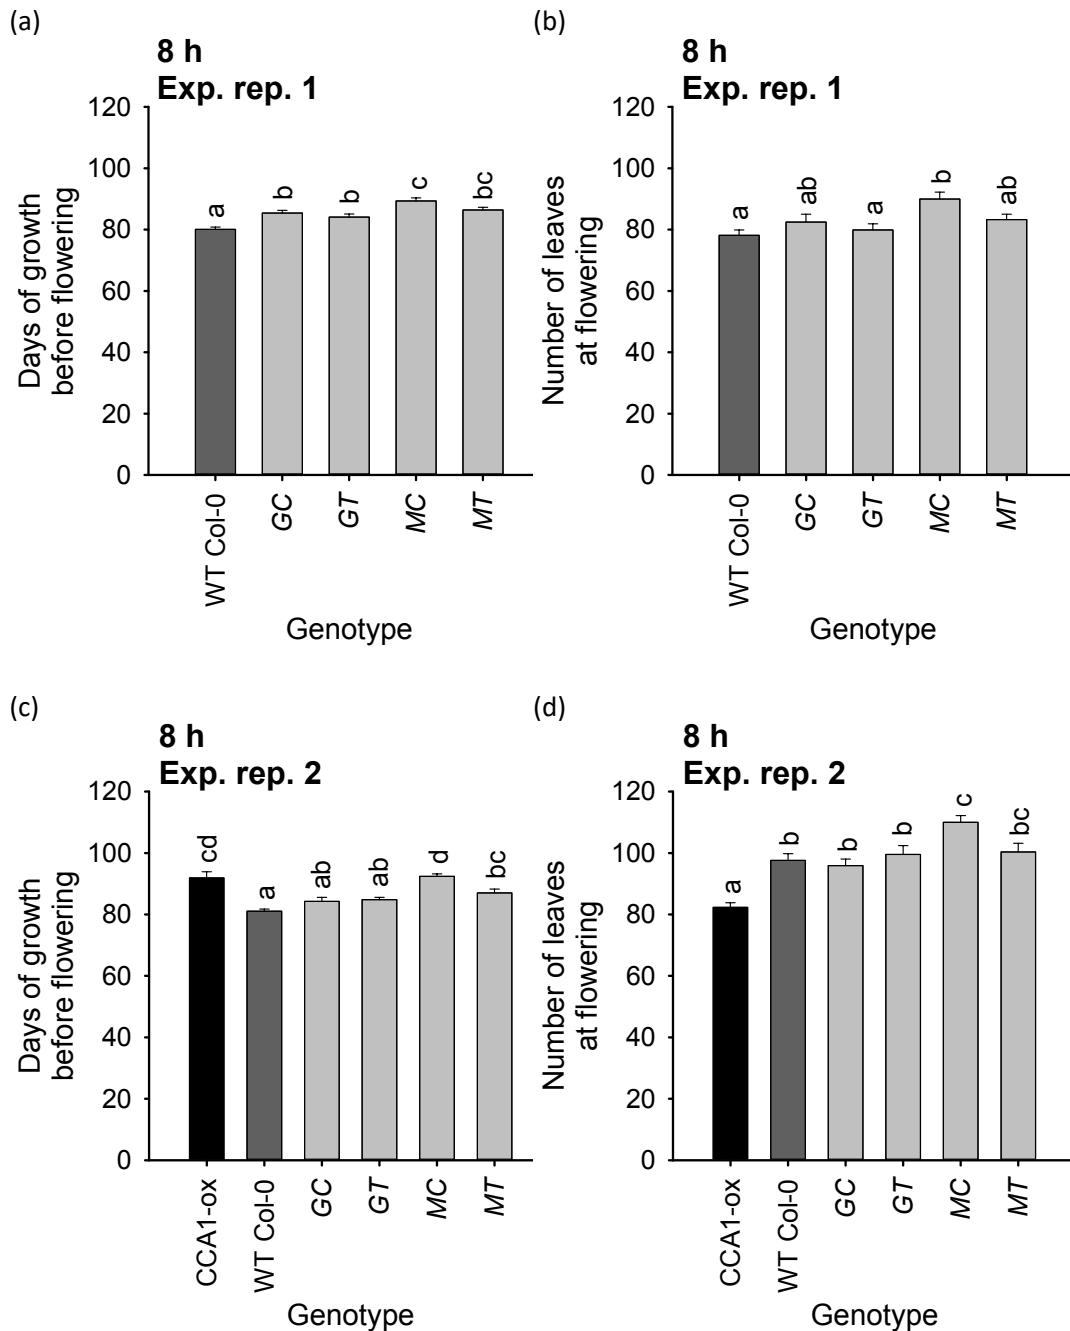 (a)
8 h
Exp. rep. 1
Days of growth
before flowering
120
100
80
60
40
20
0
a
b
b
c
bc
WT Col-0
GC
GT
MC
MT
Genotype
(b)
8 h
Exp. rep. 1
Number of leaves
at flowering
120
100
80
60
40
20
0
a
ab
a
b
ab
WT Col-0
GC
GT
MC
MT
Genotype
(c)
8 h
Exp. rep. 2
Days of growth
before flowering
120
100
80
60
40
20
0
cd
a
ab
ab
d
bc
CCA1-ox
WT Col-0
GC
GT
MC
MT
Genotype
(d)
8 h
Exp. rep. 2
Number of leaves
at flowering
120
100
80
60
40
20
0
a
b
b
b
c
bc
CCA1-ox
WT Col-0
GC
GT
MC
MT
Genotype